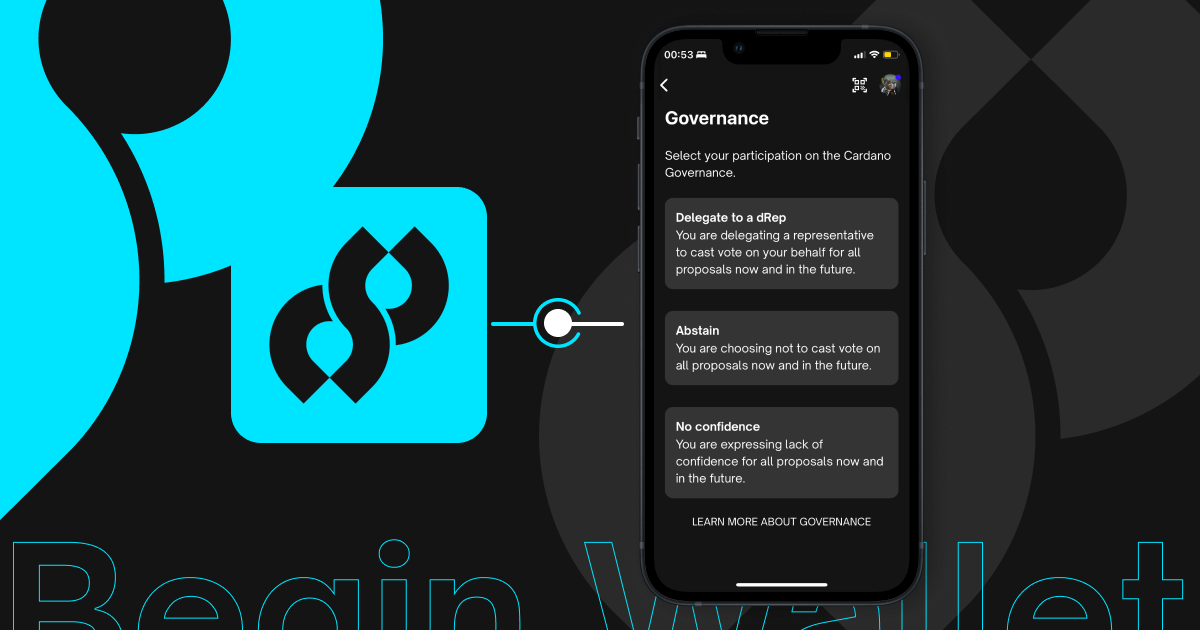 00:53
Governance
Select your participation on the Cardano
Governance.
Delegate to a dRep
You are delegating a representative
to cast vote on your behalf for all
proposals now and in the future.
Abstain
You are choosing not to cast vote on
all proposals now and in the future.
No confidence
You are expressing lack of
confidence for all proposals now and
in the future.
LEARN MORE ABOUT GOVERNANCE
Begin Wallet